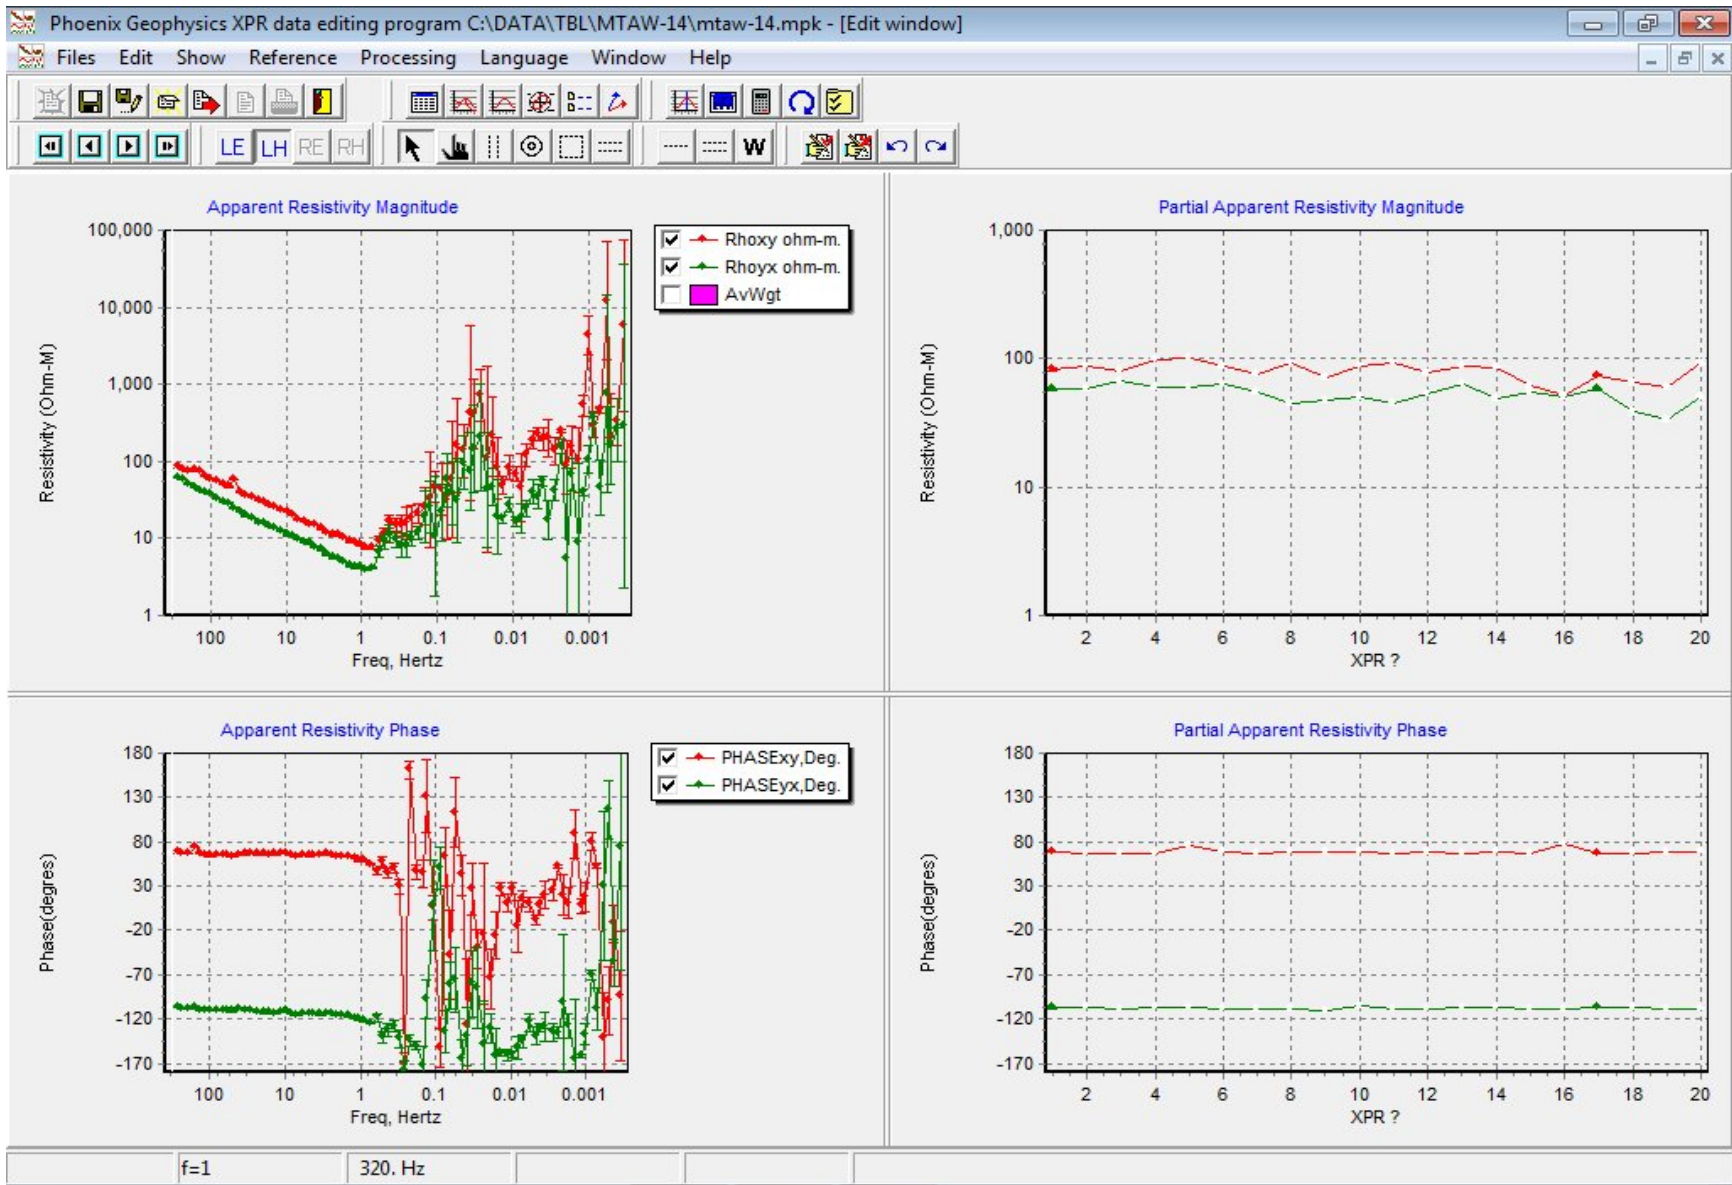 Phoenix Geophysics XPR data editing program C:\DATA\TBL\MTAW-14\mtaw-14.mpk - [Edit window]
Files Edit Show Reference Processing Language Window Help
LE LH RE RH W
Apparent Resistivity Magnitude
100,000
10,000
1,000
100
10
1
Resistivity (Ohm-M)
100 10 1 0.1 0.01 0.001
Freq, Hertz
Rhoxy ohm-m.
Rhoyx ohm-m.
AvWgt
Partial Apparent Resistivity Magnitude
1,000
100
10
1
Resistivity (Ohm-M)
2 4 6 8 10 12 14 16 18 20
XPR ?
Apparent Resistivity Phase
180
130
80
30
-20
-70
-120
-170
Phase(degrees)
100 10 1 0.1 0.01 0.001
Freq, Hertz
PHASExy,Deg.
PHASEyx,Deg.
Partial Apparent Resistivity Phase
180
130
80
30
-20
-70
-120
-170
Phase(degrees)
2 4 6 8 10 12 14 16 18 20
XPR ?
f=1 320. Hz